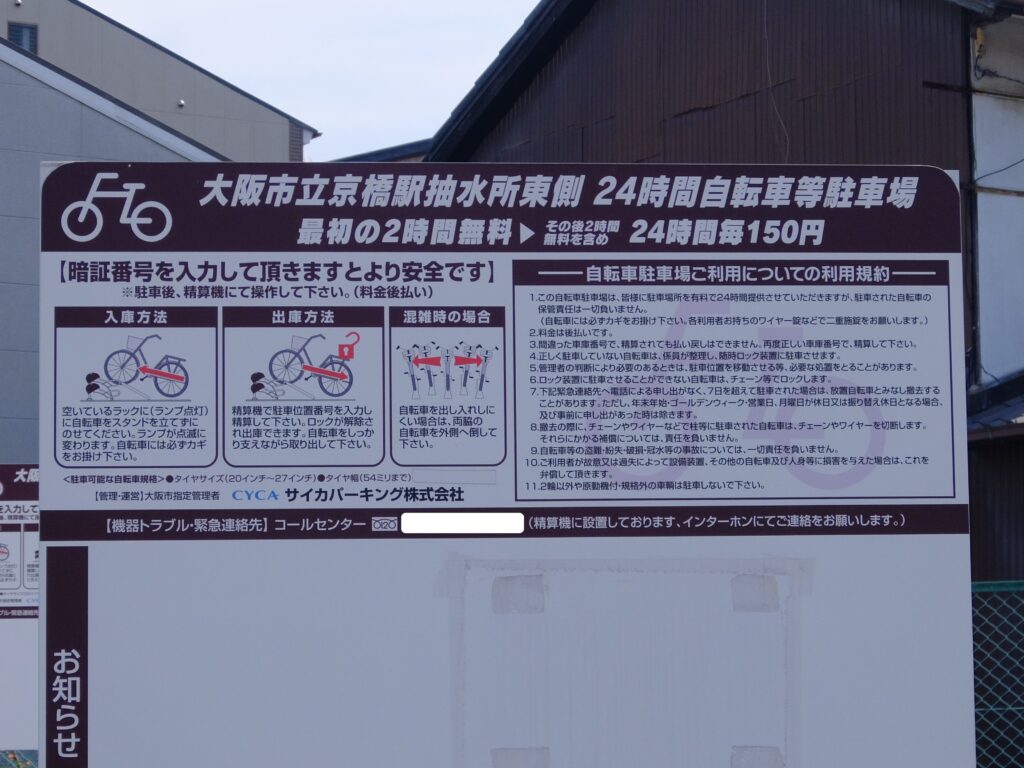 大阪市立京橋駅抽水所東側 24時間自転車等駐車場
最初の2時間無料▶その後2時間無料を含め 24時間毎150円
【暗証番号を入力して頂きますとより安全です】
※駐車後、精算機にて操作して下さい。(料金後払い)
入庫方法
空いているラックに(ランプ点灯)
に自転車をスタンドを立てずに
のせてください。ランプが点滅に
変わります。自転車には必ずカギ
をお掛け下さい。
出庫方法
精算機で駐車位置番号を入力し
精算して下さい。ロックが解除さ
れ出庫できます。自転車をしっか
り支えながら取り出して下さい。
混雑時の場合
自転車を出し入れしに
くい場合は、両脇の
自転車を外側へ倒して
下さい。
<駐車可能な自転車規格>●タイヤサイズ(20インチ〜27インチ)●タイヤ幅(54ミリまで)
【管理・運営】大阪市指定管理者 CYCA サイカパーキング株式会社
自転車駐車場ご利用についての利用規約
1.この自転車駐車場は、皆様に駐車場所を有料で24時間提供させていただきますが、駐車された自転車の
保管責任は一切負いません。
(自転車には必ずカギをお掛け下さい。各利用者お持ちのワイヤー錠などで二重施錠をお願いします。)
2.料金は後払いです。
3.間違った車庫番号で、精算されても払い戻しはできません。再度正しい車庫番号で、精算して下さい。
4.正しく駐車していない自転車は、係員が整理し、随時ロック装置に駐車させます。
5.管理者の判断により必要のあるときは、駐車位置を移動させる等、必要な処置をとることがあります。
6.ロック装置に駐車させることができない自転車は、チェーン等でロックします。
7.下記緊急連絡先へ電話による申し出がなく、7日を超えて駐車された場合は、放置自転車とみなし撤去する
ことがあります。ただし、年末年始・ゴールデンウィーク・営業日、月曜日が休日又は振り替え休日となる場合、
及び事前に申し出があった時は除きます。
8.撤去の際に、チェーンやワイヤーなどで柱等に駐車された自転車は、チェーンやワイヤーを切断します。
それらにかかる補償については、責任を負いません。
9.自転車等の盗難・紛失・破損・冠水等の事故については、一切責任を負いません。
10.ご利用者が故意又は過失によって設備装置、その他の自転車及び人身等に損害を与えた場合は、これを
弁償して頂きます。
11.2輪以外や原動機付・規格外の車輌は駐車しないで下さい。
【機器トラブル・緊急連絡先】コールセンター (精算機に設置しております、インターホンにてご連絡をお願いします。)
お知らせ